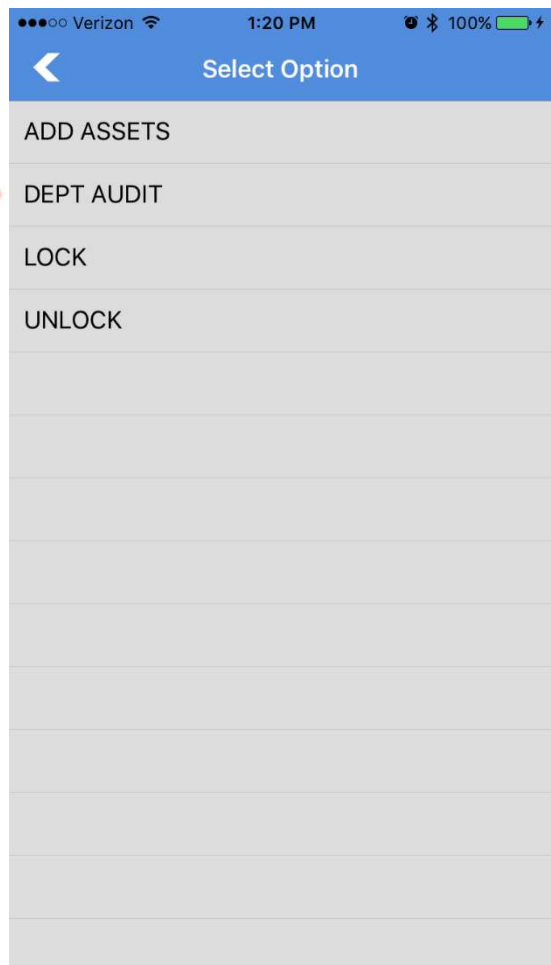 Verizon 1:20 PM 100%
Select Option
ADD ASSETS
DEPT AUDIT
LOCK
UNLOCK